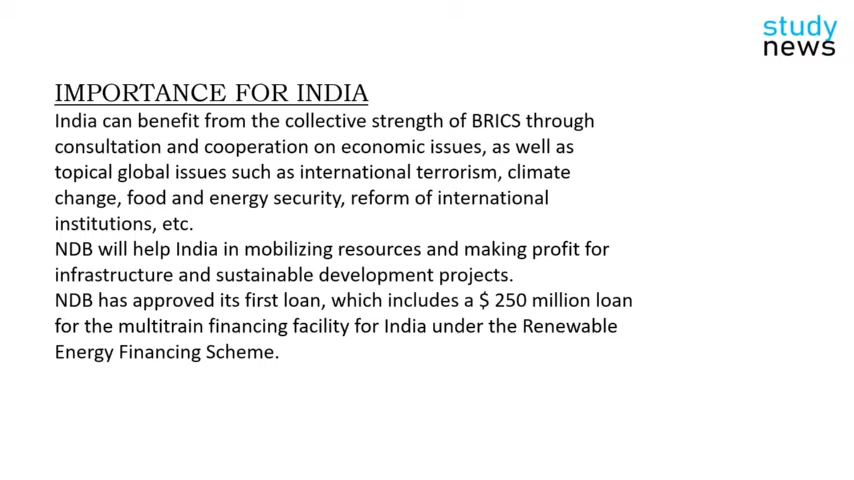 study
news
IMPORTANCE FOR INDIA
India can benefit from the collective strength of BRICS through
consultation and cooperation on economic issues, as well as
topical global issues such as international terrorism, climate
change, food and energy security, reform of international
institutions, etc.
NDB will help India in mobilizing resources and making profit for
infrastructure and sustainable development projects.
NDB has approved its first loan, which includes a $ 250 million loan
for the multitrain financing facility for India under the Renewable
Energy Financing Scheme.